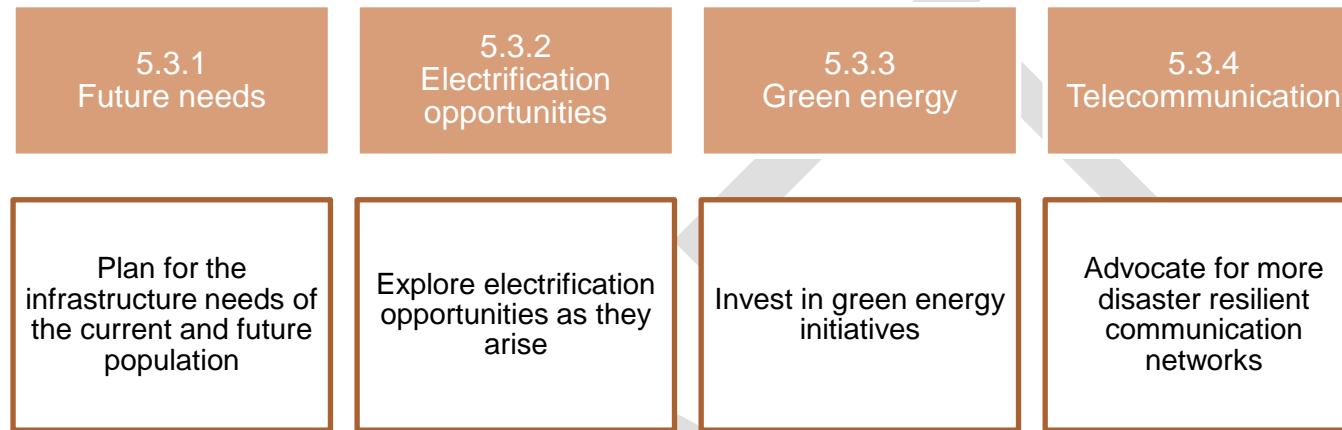 5.3.1
Future needs
5.3.2
Electrification
opportunities
5.3.3
Green energy
5.3.4
Telecommunication
Plan for the
infrastructure needs of
the current and future
population
Explore electrification
opportunities as they
arise
Invest in green energy
initiatives
Advocate for more
disaster resilient
communication
networks